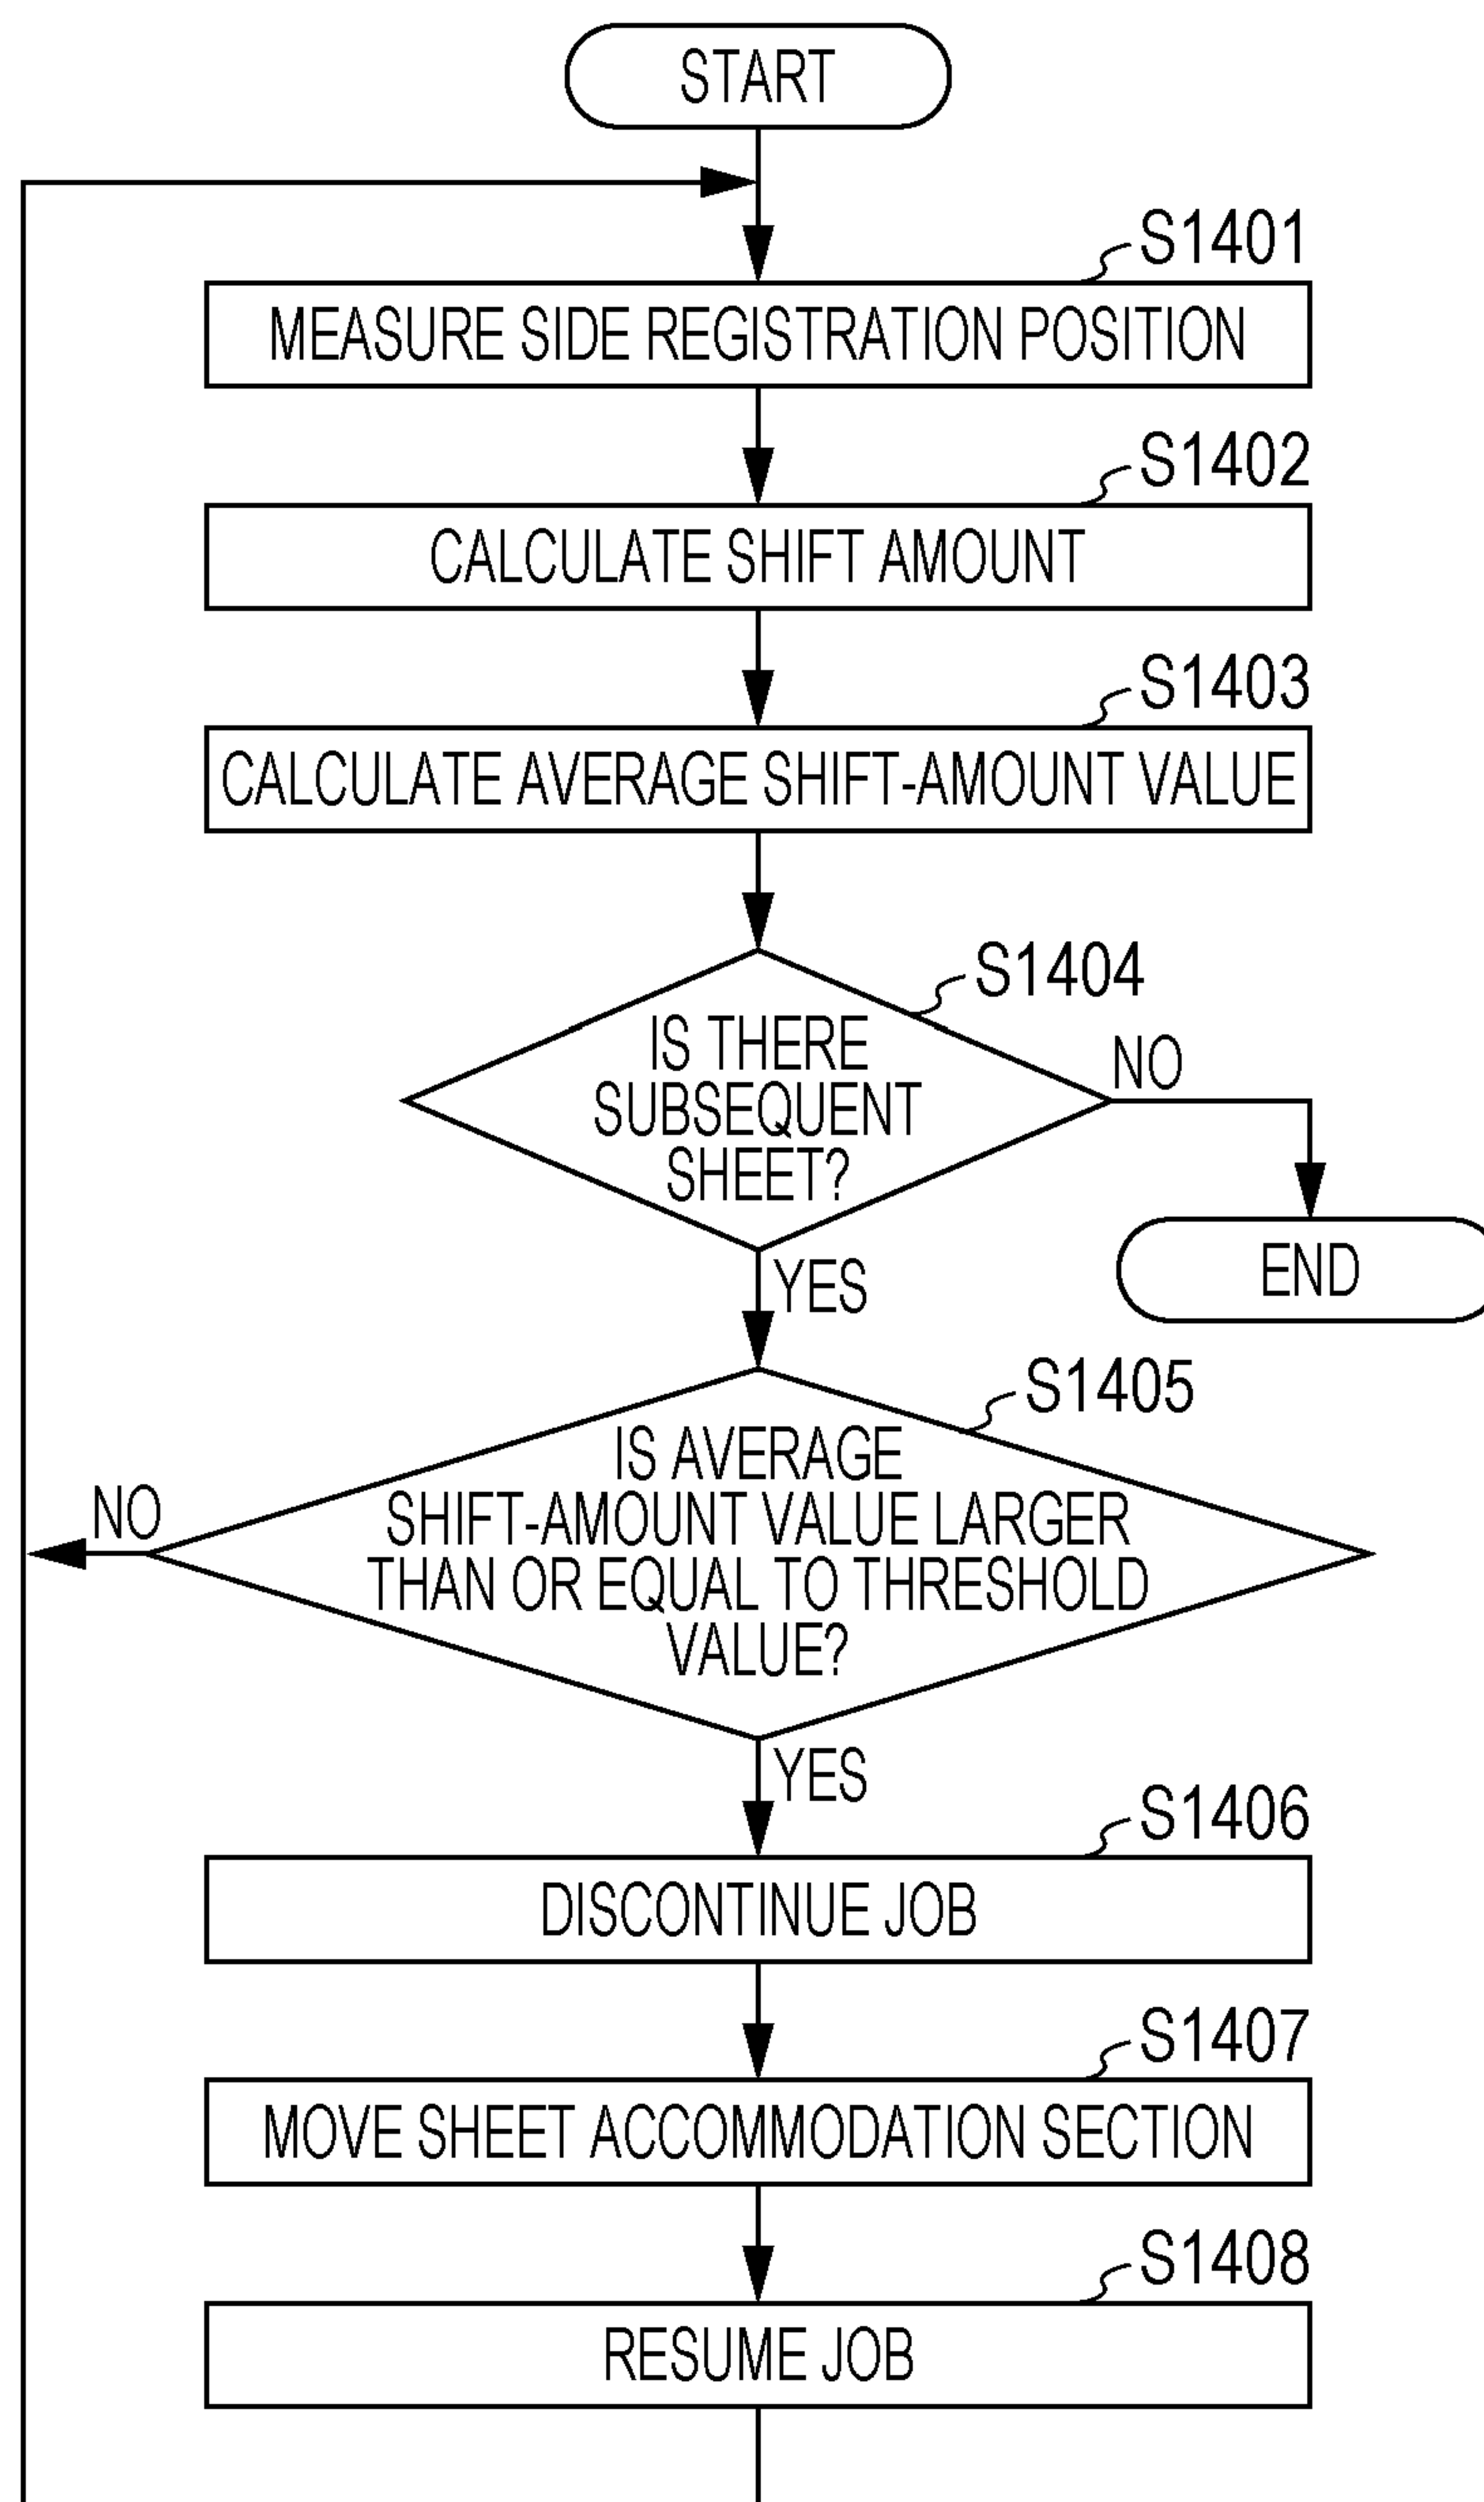 START
S1401
MEASURE SIDE REGISTRATION POSITION
S1402
CALCULATE SHIFT AMOUNT
S1403
CALCULATE AVERAGE SHIFT-AMOUNT VALUE
S1404
IS THERE
SUBSEQUENT
SHEET?
NO
END
YES
S1405
IS AVERAGE
SHIFT-AMOUNT VALUE LARGER
THAN OR EQUAL TO THRESHOLD
VALUE?
NO
YES
S1406
DISCONTINUE JOB
S1407
MOVE SHEET ACCOMMODATION SECTION
S1408
RESUME JOB